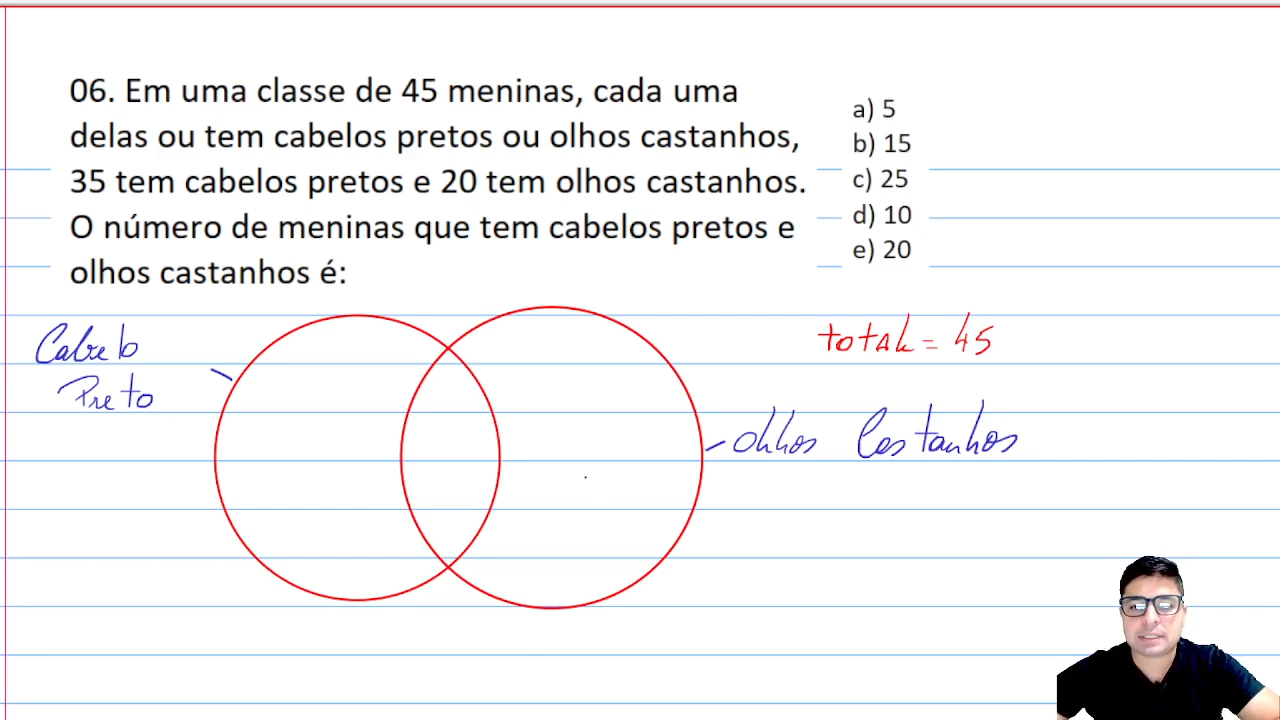 06. Em uma classe de 45 meninas, cada uma
delas ou tem cabelos pretos ou olhos castanhos,
35 tem cabelos pretos e 20 tem olhos castanhos.
O número de meninas que tem cabelos pretos e
olhos castanhos é:
a) 5
b) 15
c) 25
d) 10
e) 20
Cabelo
Preto
total = 45
olhos Castanhos